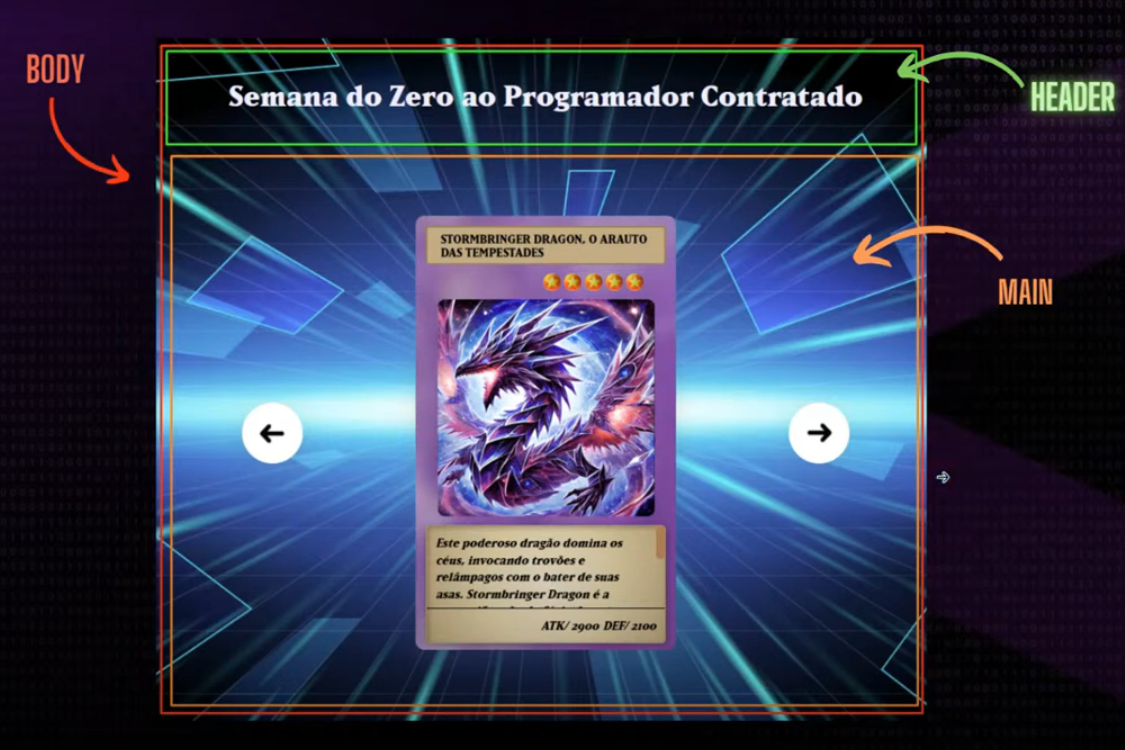 BODY
Semana do Zero ao Programador Contratado
HEADER
STORMBRINGER DRAGON, O ARAUTO
DAS TEMPESTADES
MAIN
Este poderoso dragão domina os
céus, invocando trovões e
relâmpagos com o bater de suas
asas. Stormbringer Dragon é a
ATK/ 2900 DEF/ 2100